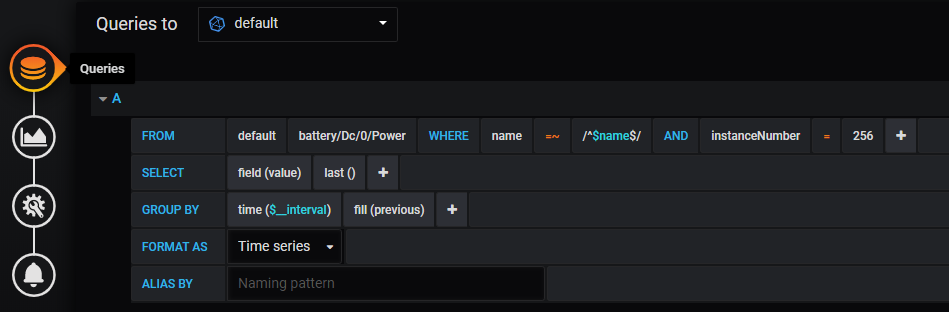 Queries to default
Queries
A
FROM default battery/Dc/0/Power WHERE name =~ /^$name$/ AND instanceNumber = 256 +
SELECT field (value) last () +
GROUP BY time ($__interval) fill (previous) +
FORMAT AS Time series
ALIAS BY Naming pattern